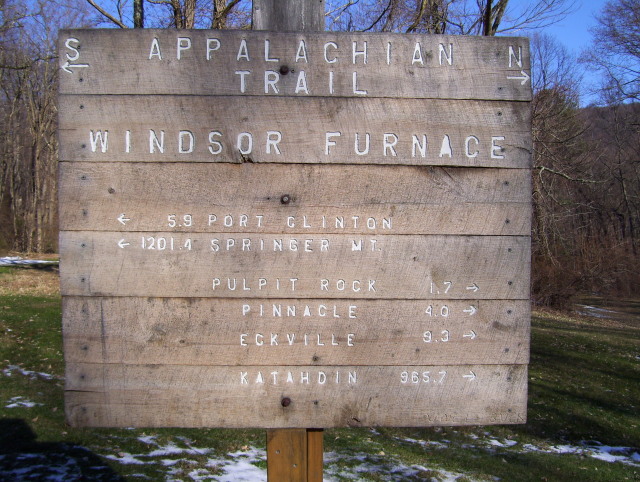 S APPALACHIAN N
← TRAIL →
WINDSOR FURNACE
← 5.9 PORT CLINTON
← 1201.4 SPRINGER MT.
PULPIT ROCK 1.7 →
PINNACLE 4.0 →
ECKVILLE 9.3 →
KATAHDIN 965.7 →